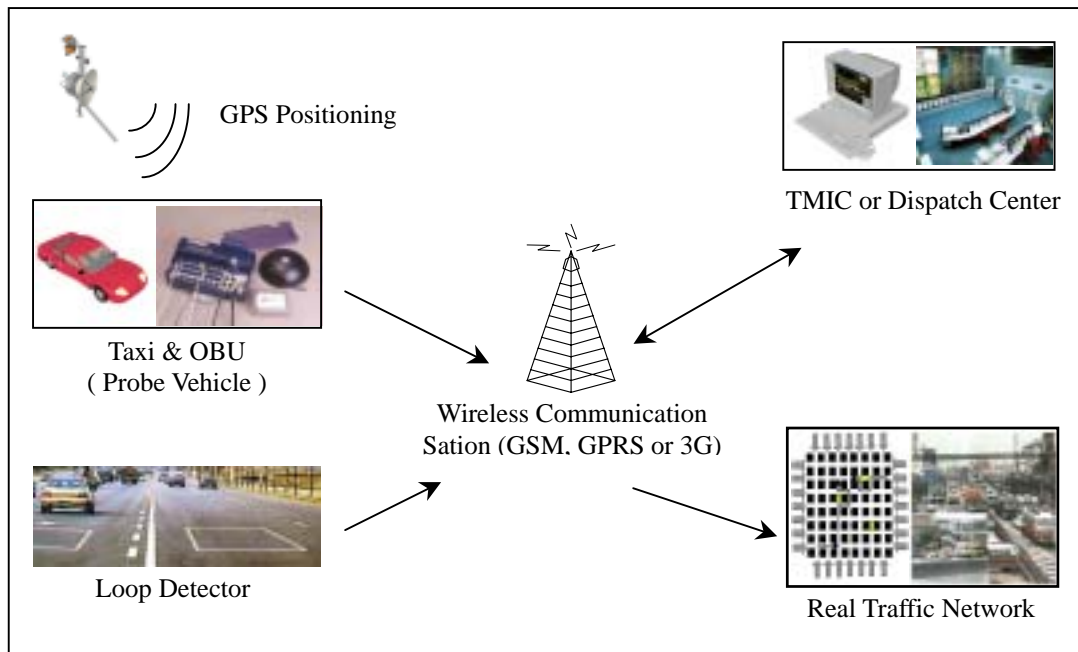 GPS Positioning
TMIC or Dispatch Center
Taxi & OBU
( Probe Vehicle )
Wireless Communication
Sation (GSM, GPRS or 3G)
Loop Detector
Real Traffic Network